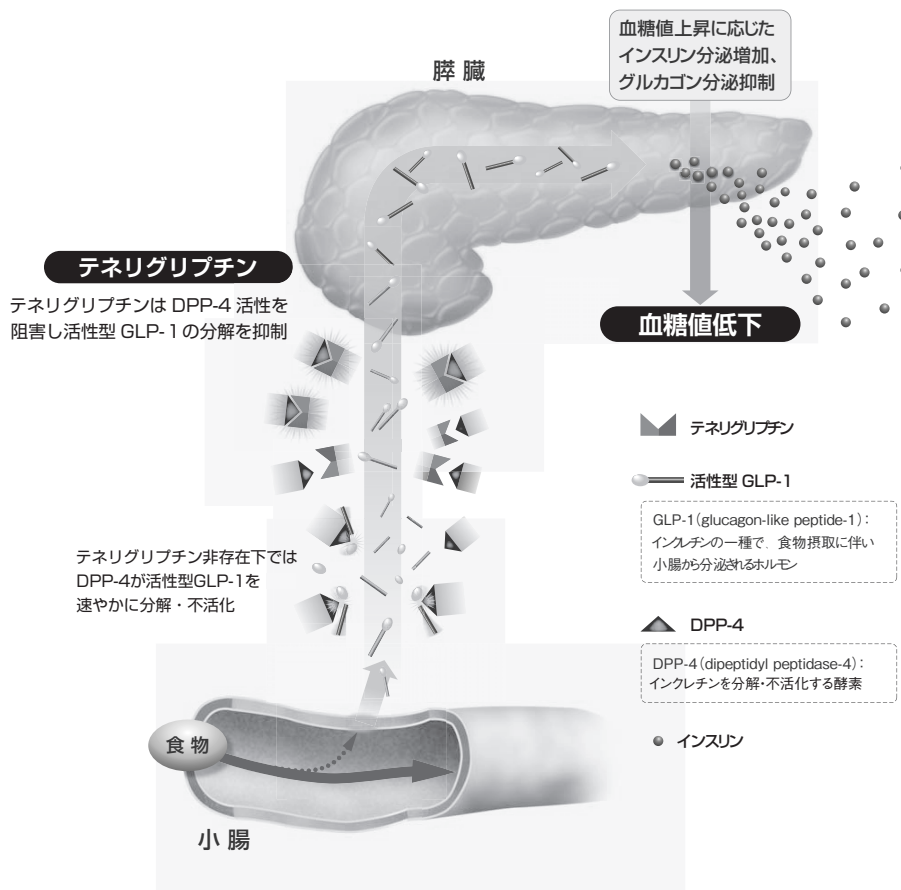 血糖値上昇に応じた
インスリン分泌増加、
グルカゴン分泌抑制
膵 臓
テネリグリプチン
テネリグリプチンは DPP-4 活性を
阻害し活性型 GLP-1の分解を抑制
血糖値低下
テネリグリプチン
活性型 GLP-1
GLP-1(glucagon-like peptide-1):
インクレチンの一種で、食物摂取に伴い
小腸から分泌されるホルモン
テネリグリプチン非存在下では
DPP-4が活性型GLP-1を
速やかに分解・不活化
DPP-4
DPP-4(dipeptidyl peptidase-4):
インクレチンを分解・不活化する酵素
インスリン
食 物
小 腸